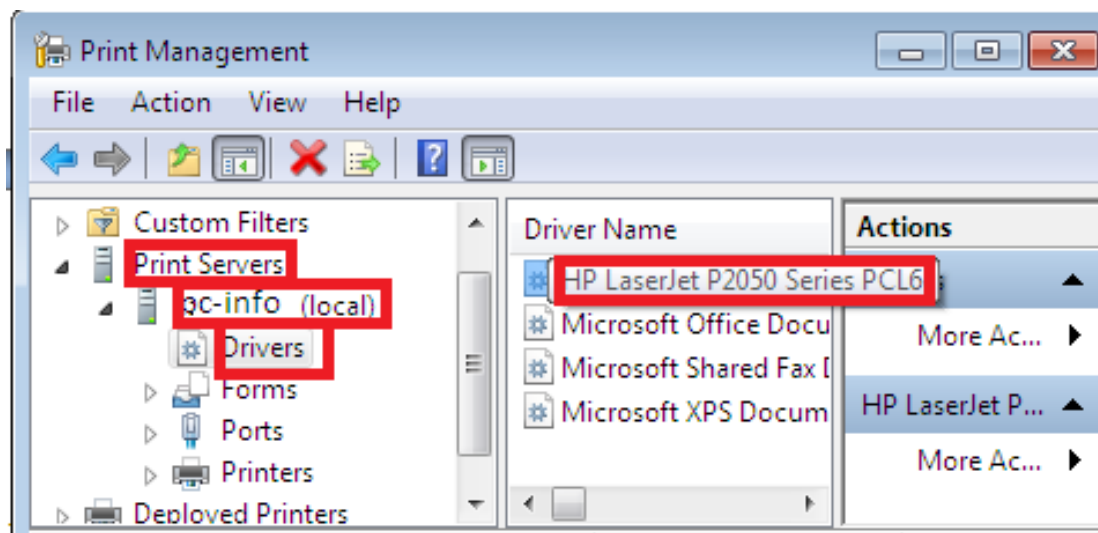 Print Management
File Action View Help
Custom Filters
Print Servers
pc-info (local)
Drivers
Forms
Ports
Printers
Deployed Printers
Driver Name
HP LaserJet P2050 Series PCL6
Microsoft Office Docu
Microsoft Shared Fax
Microsoft XPS Docum
Actions
More Ac...
HP LaserJet P...
More Ac...